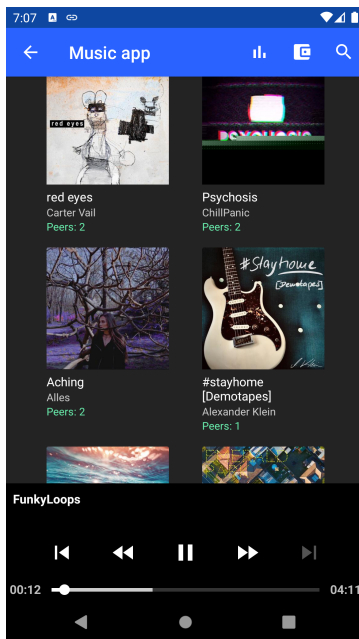 7:07
A
Music app
red eyes
PSYCHOSIS
red eyes
Carter Vail
Peers: 2
Psychosis
ChillPanic
Peers: 2
#Stayhome
[Demotapes]
Aching
Alles
Peers: 2
#stayhome
[Demotapes]
Alexander Klein
Peers: 1
FunkyLoops
00:12
04:11